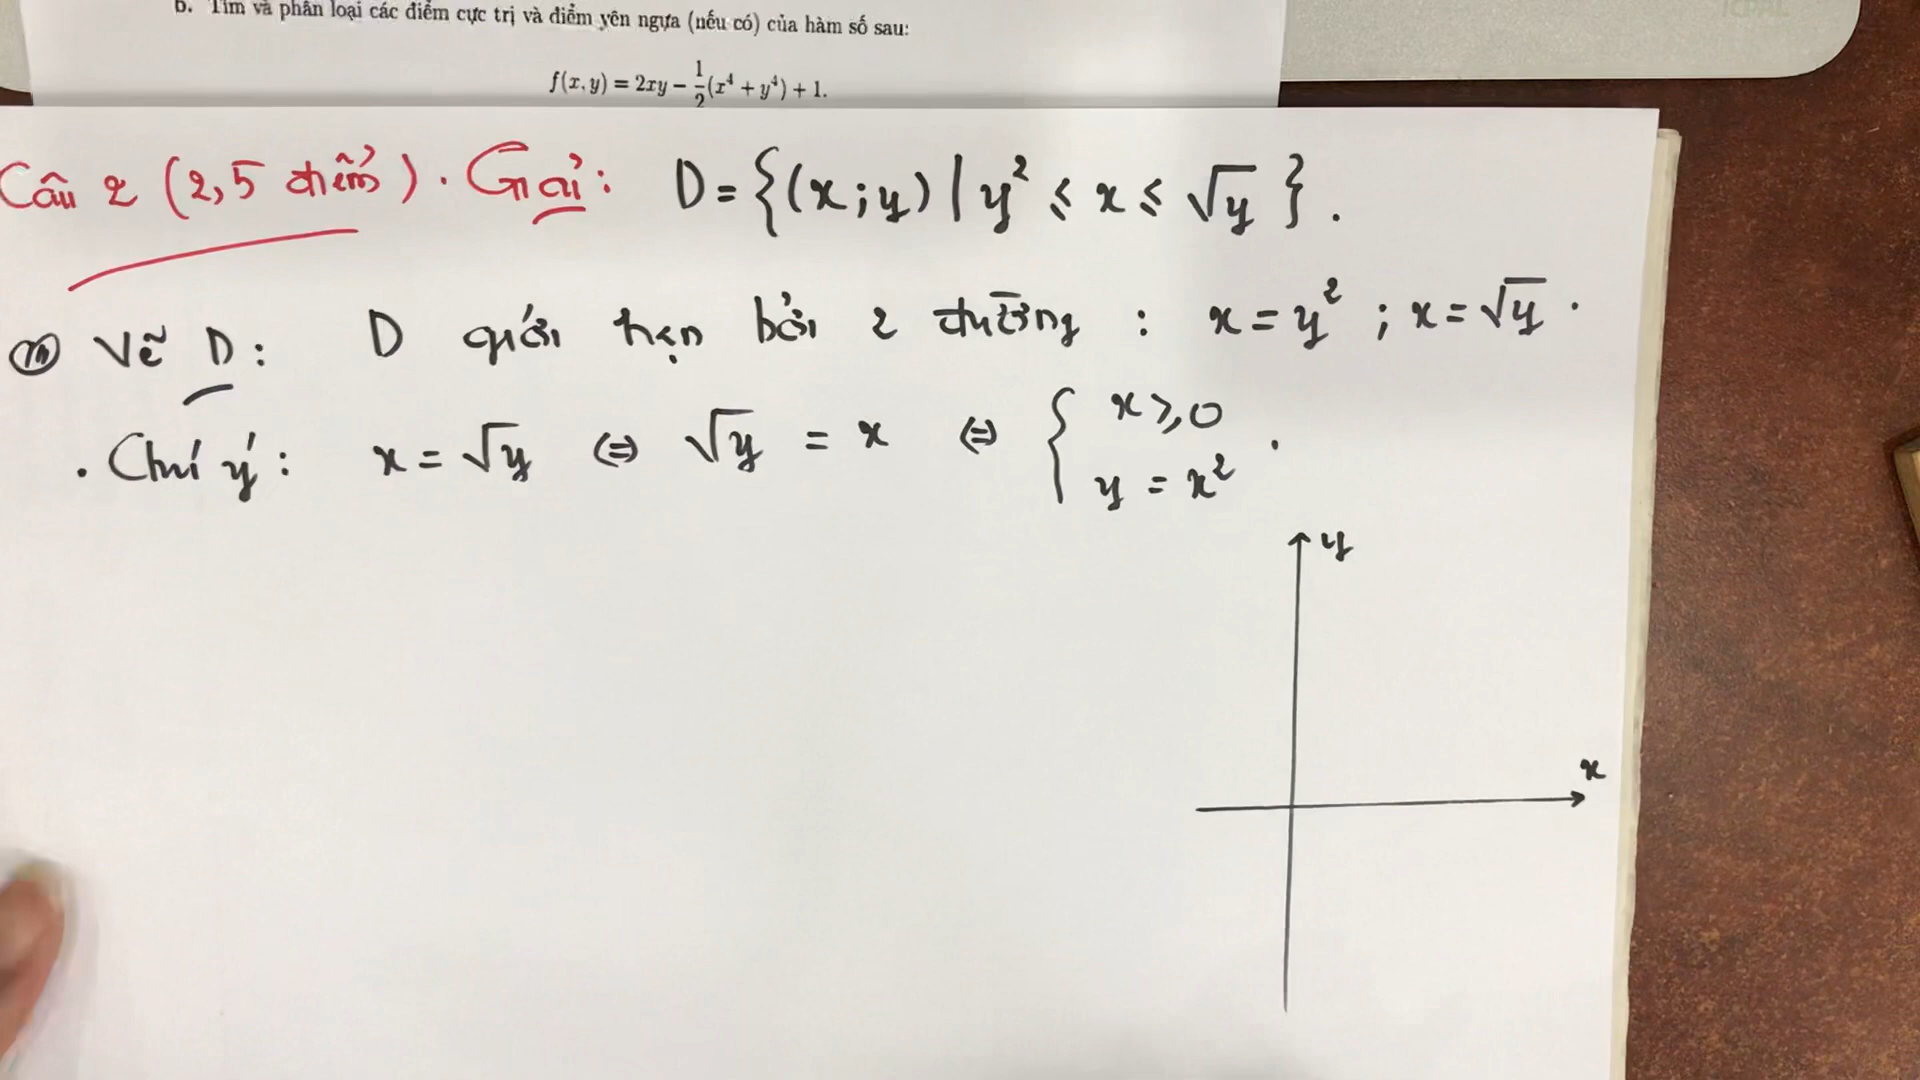 b. Tìm và phân loại các điểm cực trị và điểm yên ngựa (nếu có) của hàm số sau:
f(x, y) = 2xy − 1/2(x⁴ + y⁴) + 1.
Câu 2 (2,5 điểm). Giải: D = {(x; y) | y² ≤ x ≤ √y}.
Vẽ D: D giới hạn bởi 2 đường: x = y²; x = √y.
. Chú ý: x = √y ⇔ √y = x ⇔ { x ≥ 0
y = x² .
y
x